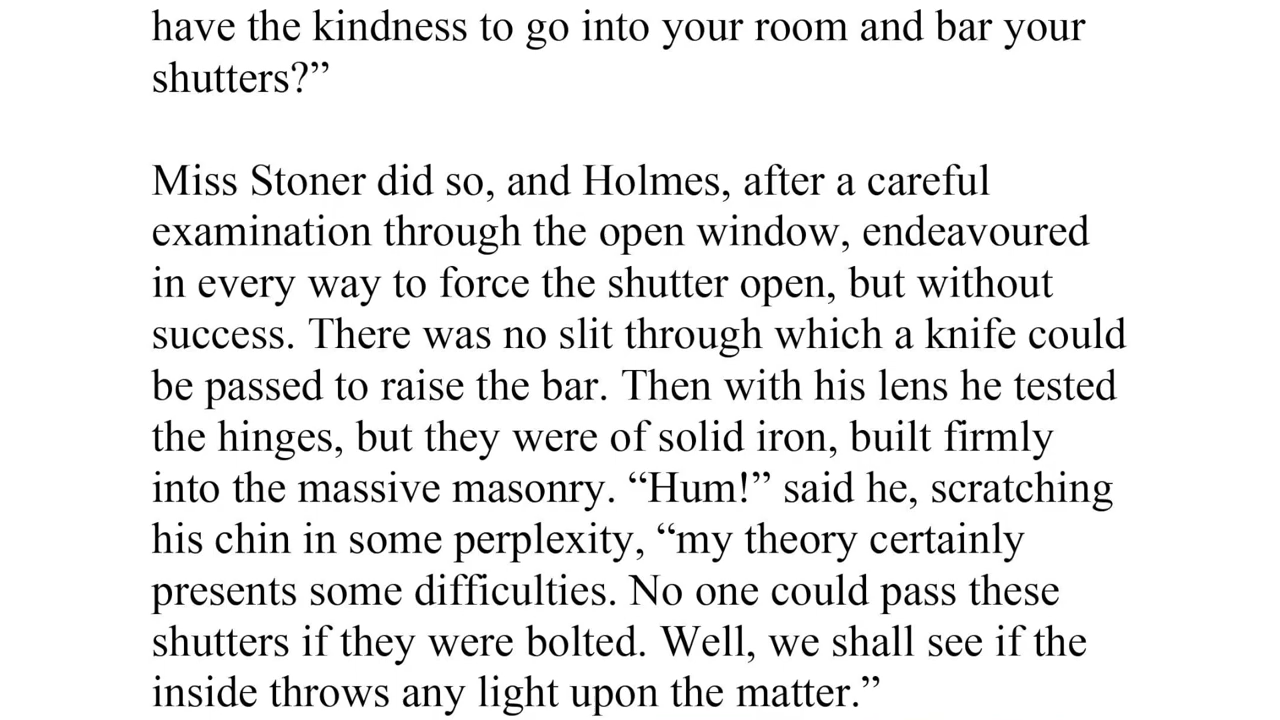 have the kindness to go into your room and bar your
shutters?”
Miss Stoner did so, and Holmes, after a careful
examination through the open window, endeavoured
in every way to force the shutter open, but without
success. There was no slit through which a knife could
be passed to raise the bar. Then with his lens he tested
the hinges, but they were of solid iron, built firmly
into the massive masonry. “Hum!” said he, scratching
his chin in some perplexity, “my theory certainly
presents some difficulties. No one could pass these
shutters if they were bolted. Well, we shall see if the
inside throws any light upon the matter.”